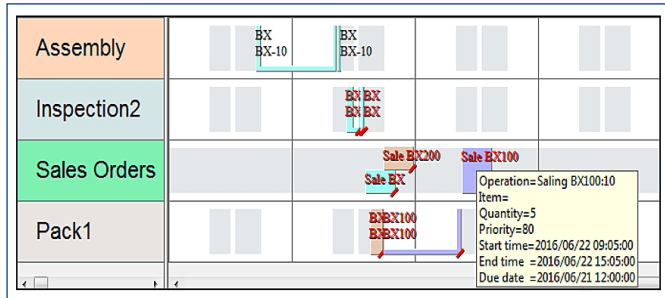 Assembly
BX
BX-10
BX
BX-10
Inspection2
BX BX
BX BX
Sales Orders
Sale BX200
Sale BX100
Sale BX
Pack1
BXBX100
BXBX100
Operation=Saling BX100:10
Item=
Quantity=5
Priority=80
Start time=2016/06/22 09:05:00
End time =2016/06/22 15:05:00
Due date =2016/06/21 12:00:00